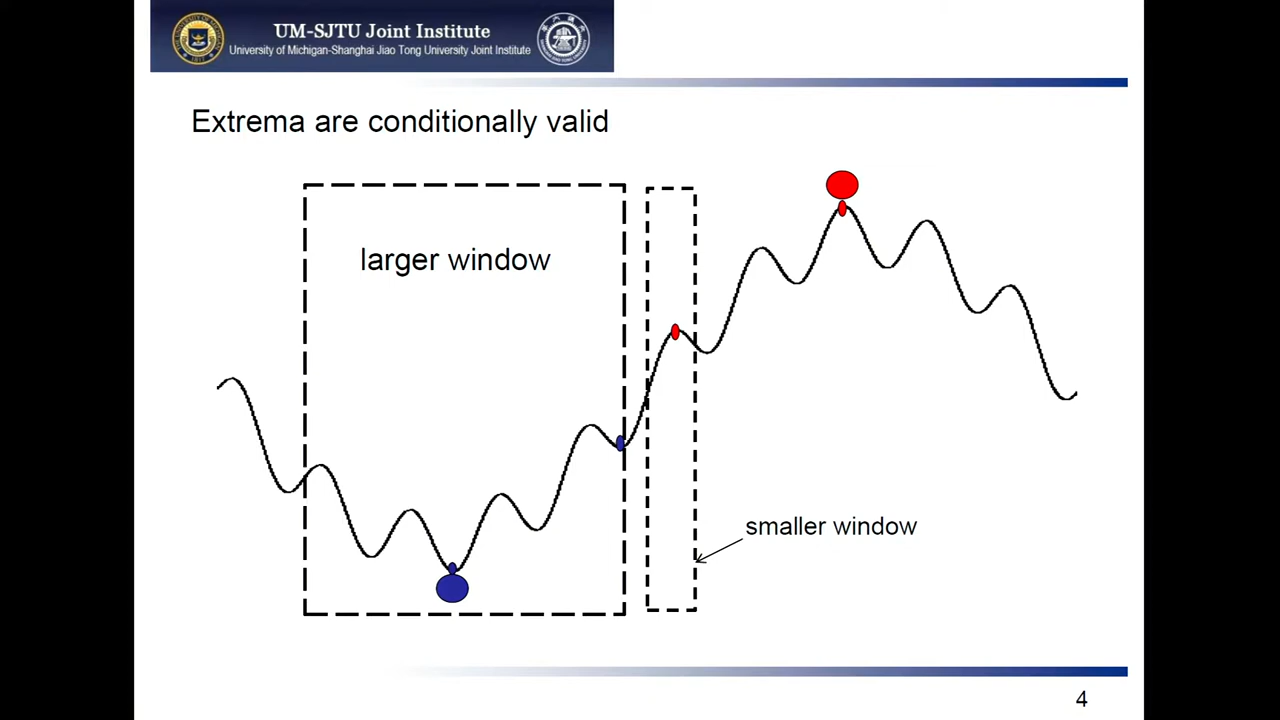 UM-SJTU Joint Institute
University of Michigan-Shanghai Jiao Tong University Joint Institute
Extrema are conditionally valid
larger window
smaller window
4